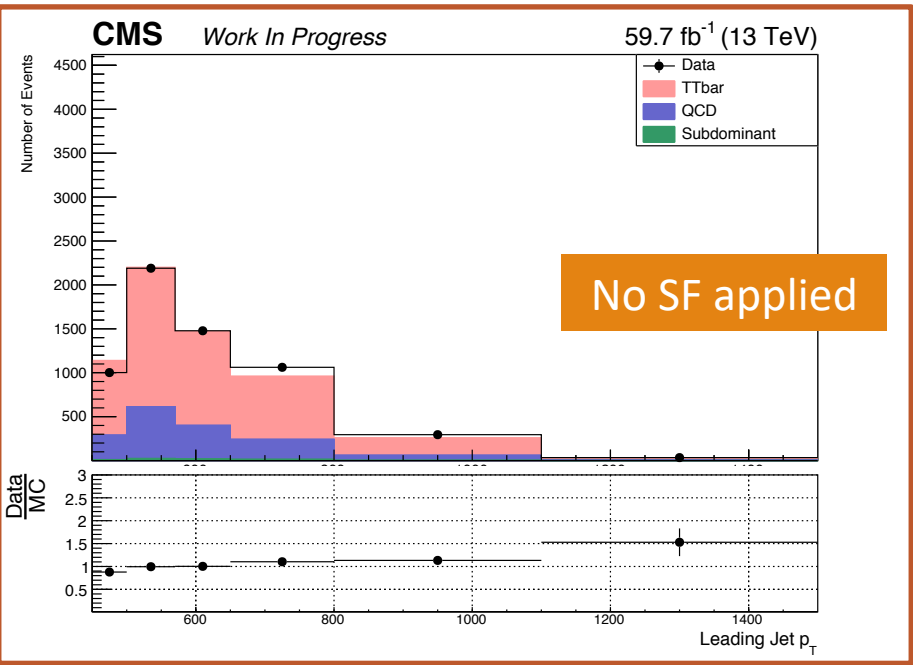 CMS Work In Progress 59.7 fb⁻¹ (13 TeV)
Number of Events
4500
4000
3500
3000
2500
2000
1500
1000
500
Data
TTbar
QCD
Subdominant
No SF applied
Data
MC
3
2.5
2
1.5
1
0.5
600 800 1000 1200 1400
Leading Jet p_T